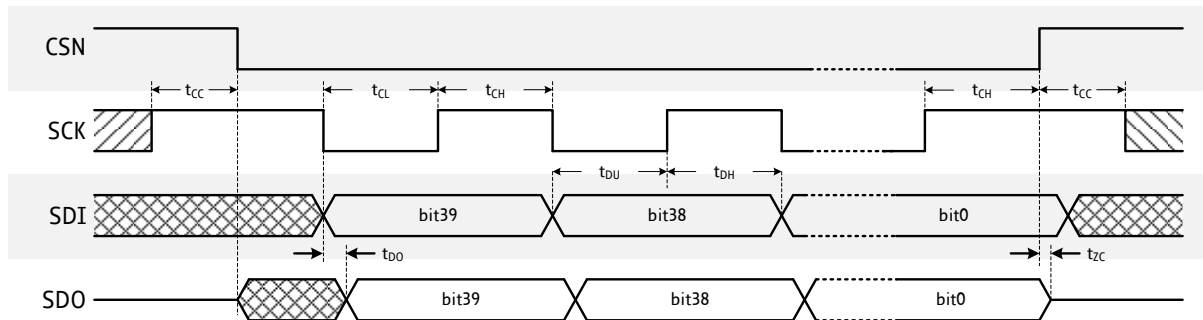 CSN
tCC tCL tCH tCH tCC
SCK
tDU tDH
SDI bit39 bit38 bit0
tDO tZC
SDO bit39 bit38 bit0